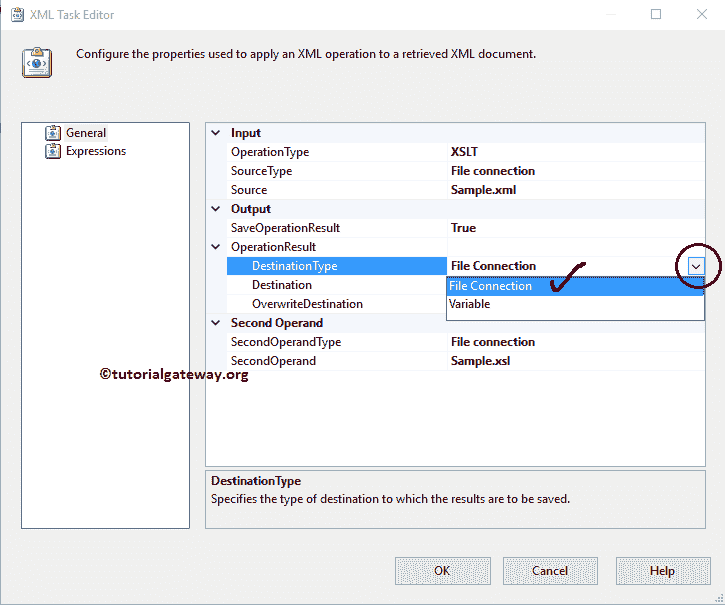 XML Task Editor
Configure the properties used to apply an XML operation to a retrieved XML document.
General
Expressions
Input
OperationType XSLT
SourceType File connection
Source Sample.xml
Output
SaveOperationResult True
OperationResult
DestinationType File Connection
Destination File Connection
OverwriteDestination Variable
Second Operand
SecondOperandType File connection
SecondOperand Sample.xsl
©tutorialgateway.org
DestinationType
Specifies the type of destination to which the results are to be saved.
OK Cancel Help